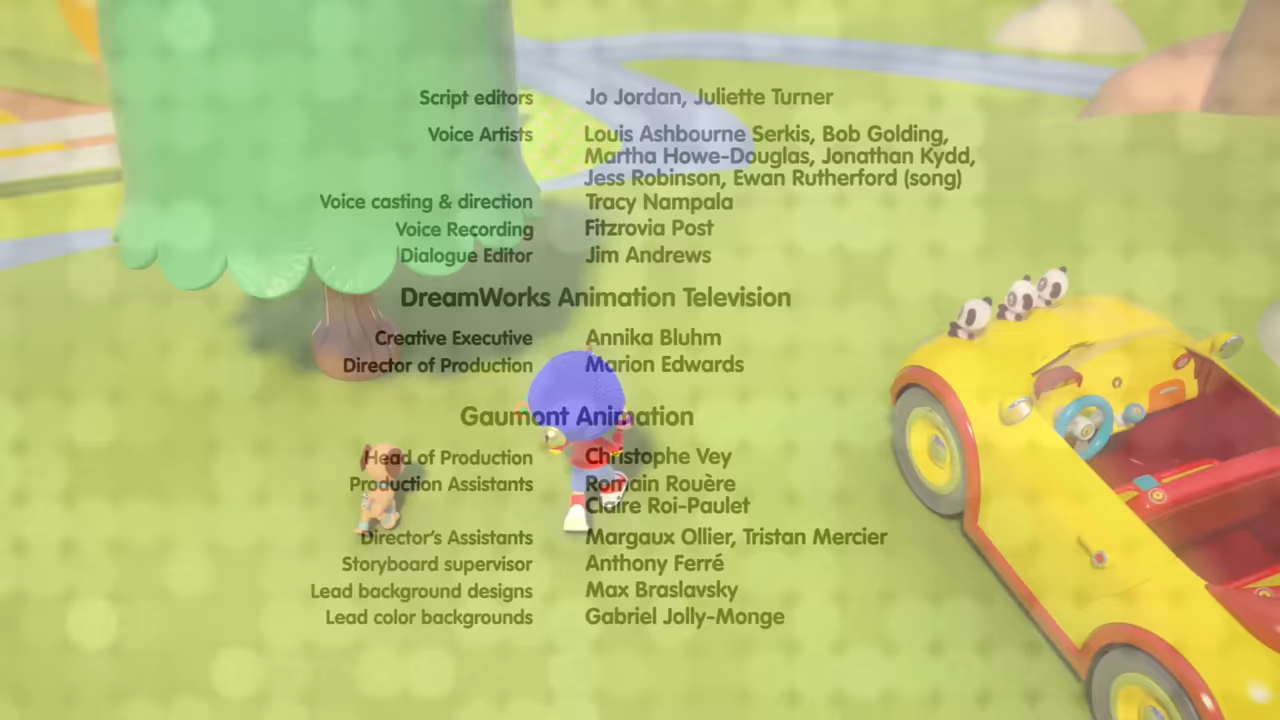 Script editors Jo Jordan, Juliette Turner
Voice Artists Louis Ashbourne Serkis, Bob Golding,
Martha Howe-Douglas, Jonathan Kydd,
Jess Robinson, Ewan Rutherford (song)
Voice casting & direction Tracy Nampala
Voice Recording Fitzrovia Post
Dialogue Editor Jim Andrews
DreamWorks Animation Television
Creative Executive Annika Bluhm
Director of Production Marion Edwards
Gaumont Animation
Head of Production Christophe Vey
Production Assistants Romain Rouère
Claire Roi-Paulet
Director's Assistants Margaux Ollier, Tristan Mercier
Storyboard supervisor Anthony Ferré
Lead background designs Max Braslavsky
Lead color backgrounds Gabriel Jolly-Monge